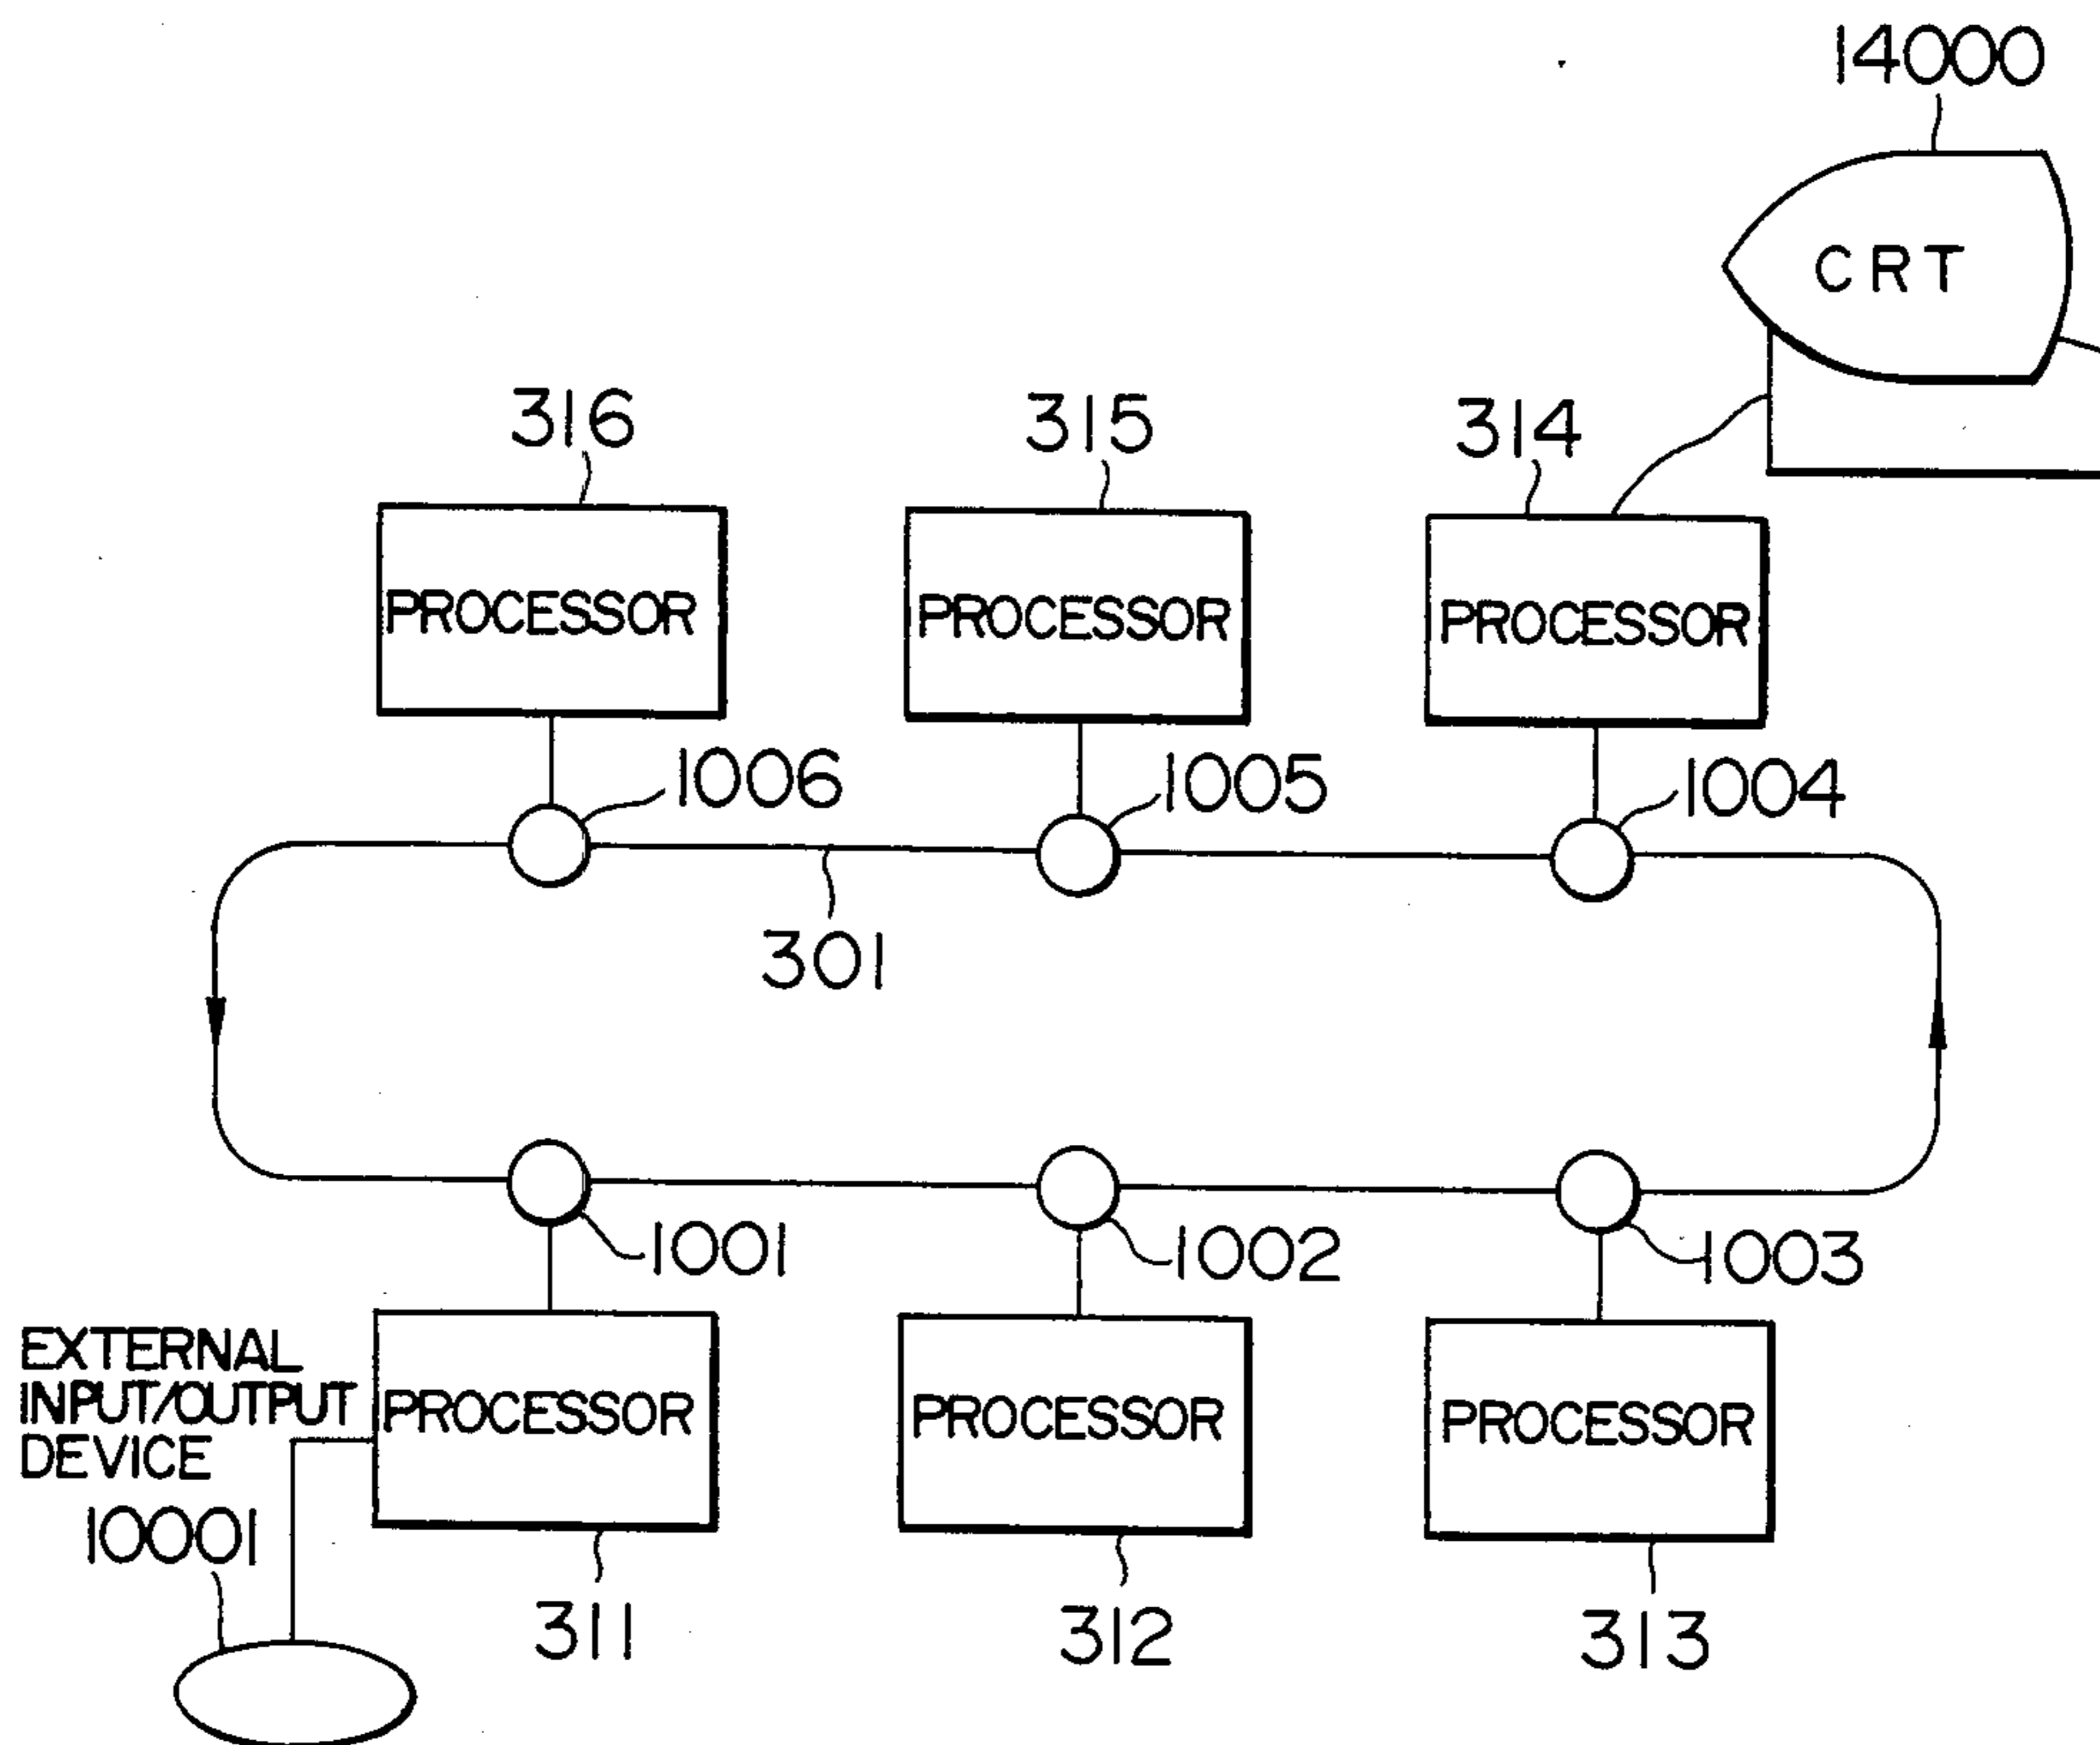 14000
CRT
316
315
314
PROCESSOR
PROCESSOR
PROCESSOR
1006
1005
1004
301
1001
1002
1003
EXTERNAL
INPUT/OUTPUT
DEVICE
10001
PROCESSOR
PROCESSOR
PROCESSOR
311
312
313